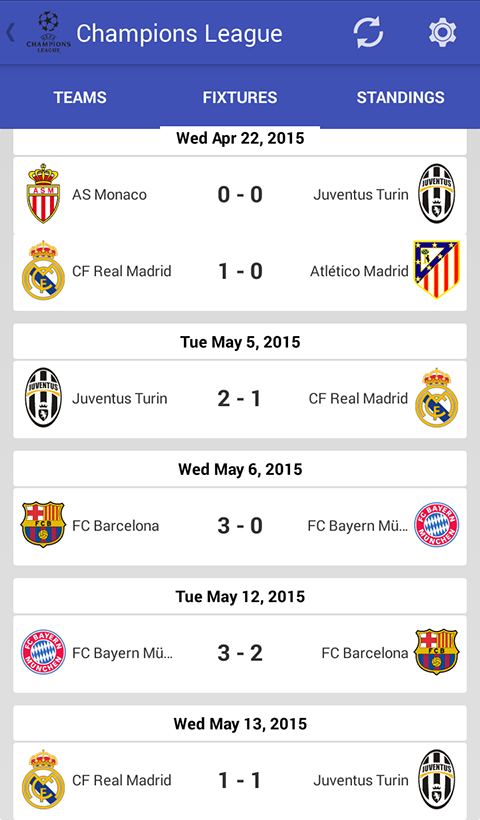 CHAMPIONS
LEAGUE
Champions League
TEAMS FIXTURES STANDINGS
Wed Apr 22, 2015
ASM
AS Monaco 0 - 0 Juventus Turin JUVENTUS
CF Real Madrid 1 - 0 Atlético Madrid
Tue May 5, 2015
JUVENTUS Juventus Turin 2 - 1 CF Real Madrid
Wed May 6, 2015
FCB FC Barcelona 3 - 0 FC Bayern Mü... FC BAYERN MÜNCHEN
Tue May 12, 2015
FC BAYERN MÜNCHEN FC Bayern Mü... 3 - 2 FC Barcelona FCB
Wed May 13, 2015
CF Real Madrid 1 - 1 Juventus Turin JUVENTUS